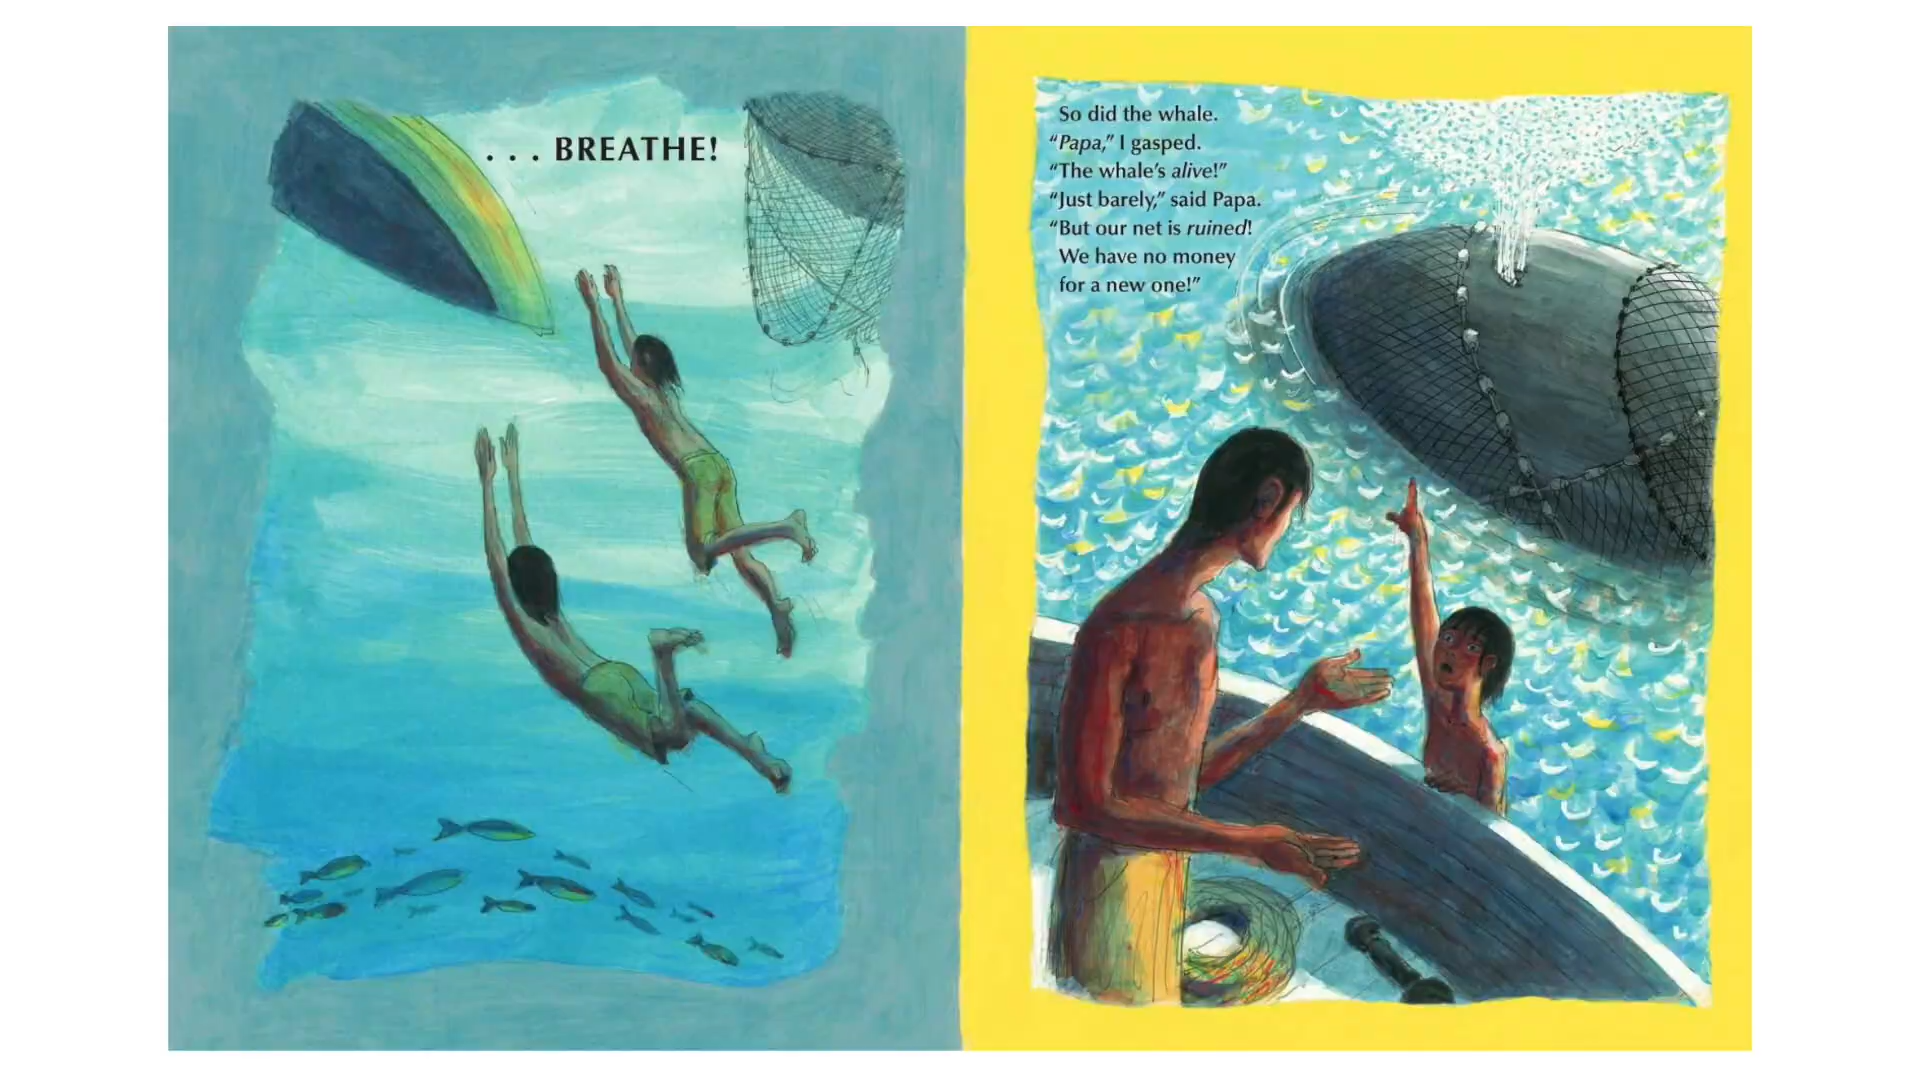 . . . BREATHE!
So did the whale.
“Papa,” I gasped.
“The whale’s alive!”
“Just barely,” said Papa.
“But our net is ruined!
We have no money
for a new one!”